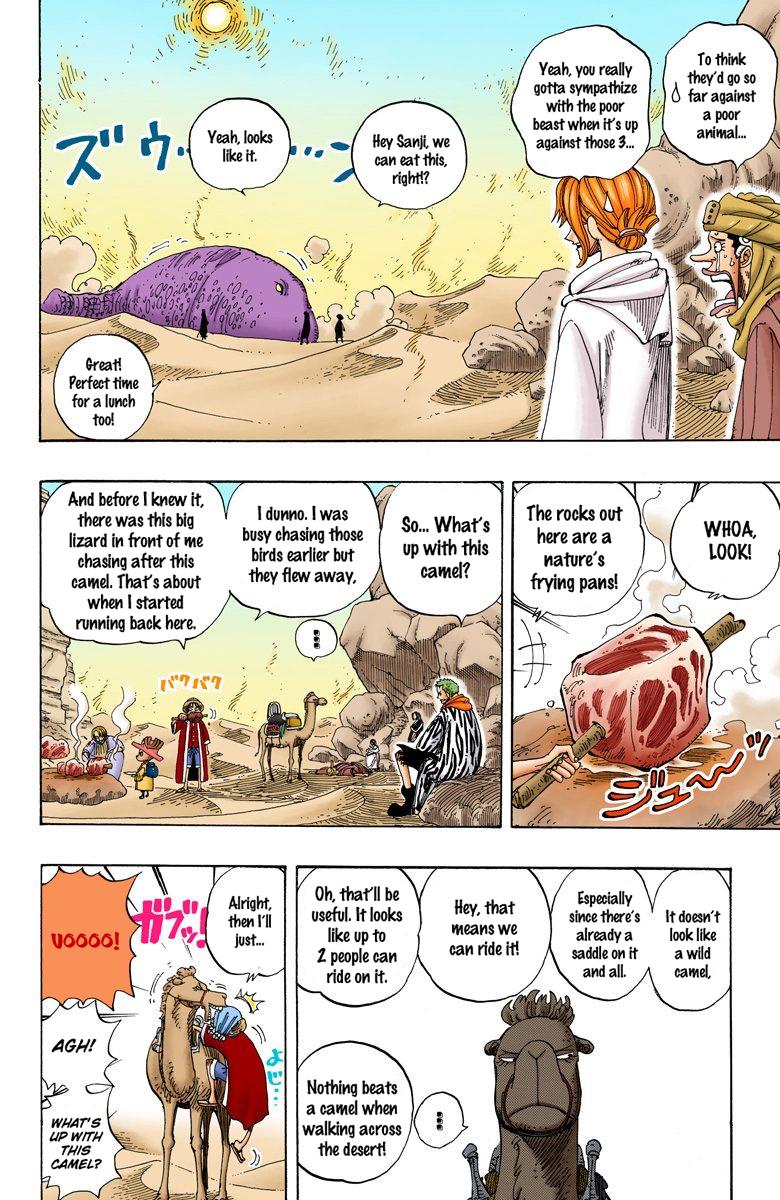 To think
they'd go so
far against
a poor
animal...
Yeah, you really
gotta sympathize
with the poor
beast when it's up
against those 3...
Hey Sanji, we
can eat this,
right!?
Yeah, looks
like it.
ズウ……ン
Great!
Perfect time
for a lunch
too!
WHOA,
LOOK!
The rocks out
here are a
nature's
frying pans!
ジュ〜〜ッ
So... What's
up with this
camel?
I dunno. I was
busy chasing those
birds earlier but
they flew away,
And before I knew it,
there was this big
lizard in front of me
chasing after this
camel. That's about
when I started
running back here.
バクバク
It doesn't
look like
a wild
camel,
Especially
since there's
already a
saddle on it
and all.
Hey, that
means we
can ride it!
Oh, that'll be
useful. It looks
like up to
2 people can
ride on it.
Nothing beats
a camel when
walking across
the desert!
Alright,
then I'll
just...
よじ…
ガブッ!
UOOOO!
AGH!
WHAT'S
UP WITH
THIS
CAMEL?